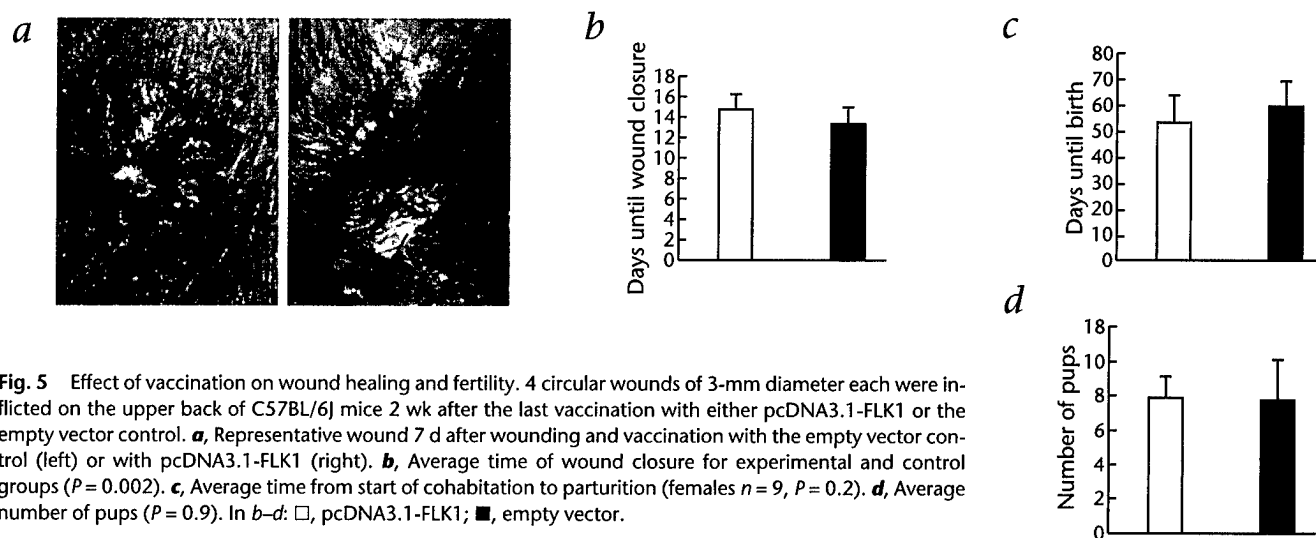 a
b
Days until wound closure
18
16
14
12
10
8
6
4
2
0
c
Days until birth
80
70
60
50
40
30
20
10
0
d
Number of pups
18
10
8
6
4
2
0
Fig. 5 Effect of vaccination on wound healing and fertility. 4 circular wounds of 3-mm diameter each were in-
flicted on the upper back of C57BL/6J mice 2 wk after the last vaccination with either pcDNA3.1-FLK1 or the
empty vector control. a, Representative wound 7 d after wounding and vaccination with the empty vector con-
trol (left) or with pcDNA3.1-FLK1 (right). b, Average time of wound closure for experimental and control
groups (P = 0.002). c, Average time from start of cohabitation to parturition (females n = 9, P = 0.2). d, Average
number of pups (P = 0.9). In b–d: □, pcDNA3.1-FLK1; ■, empty vector.